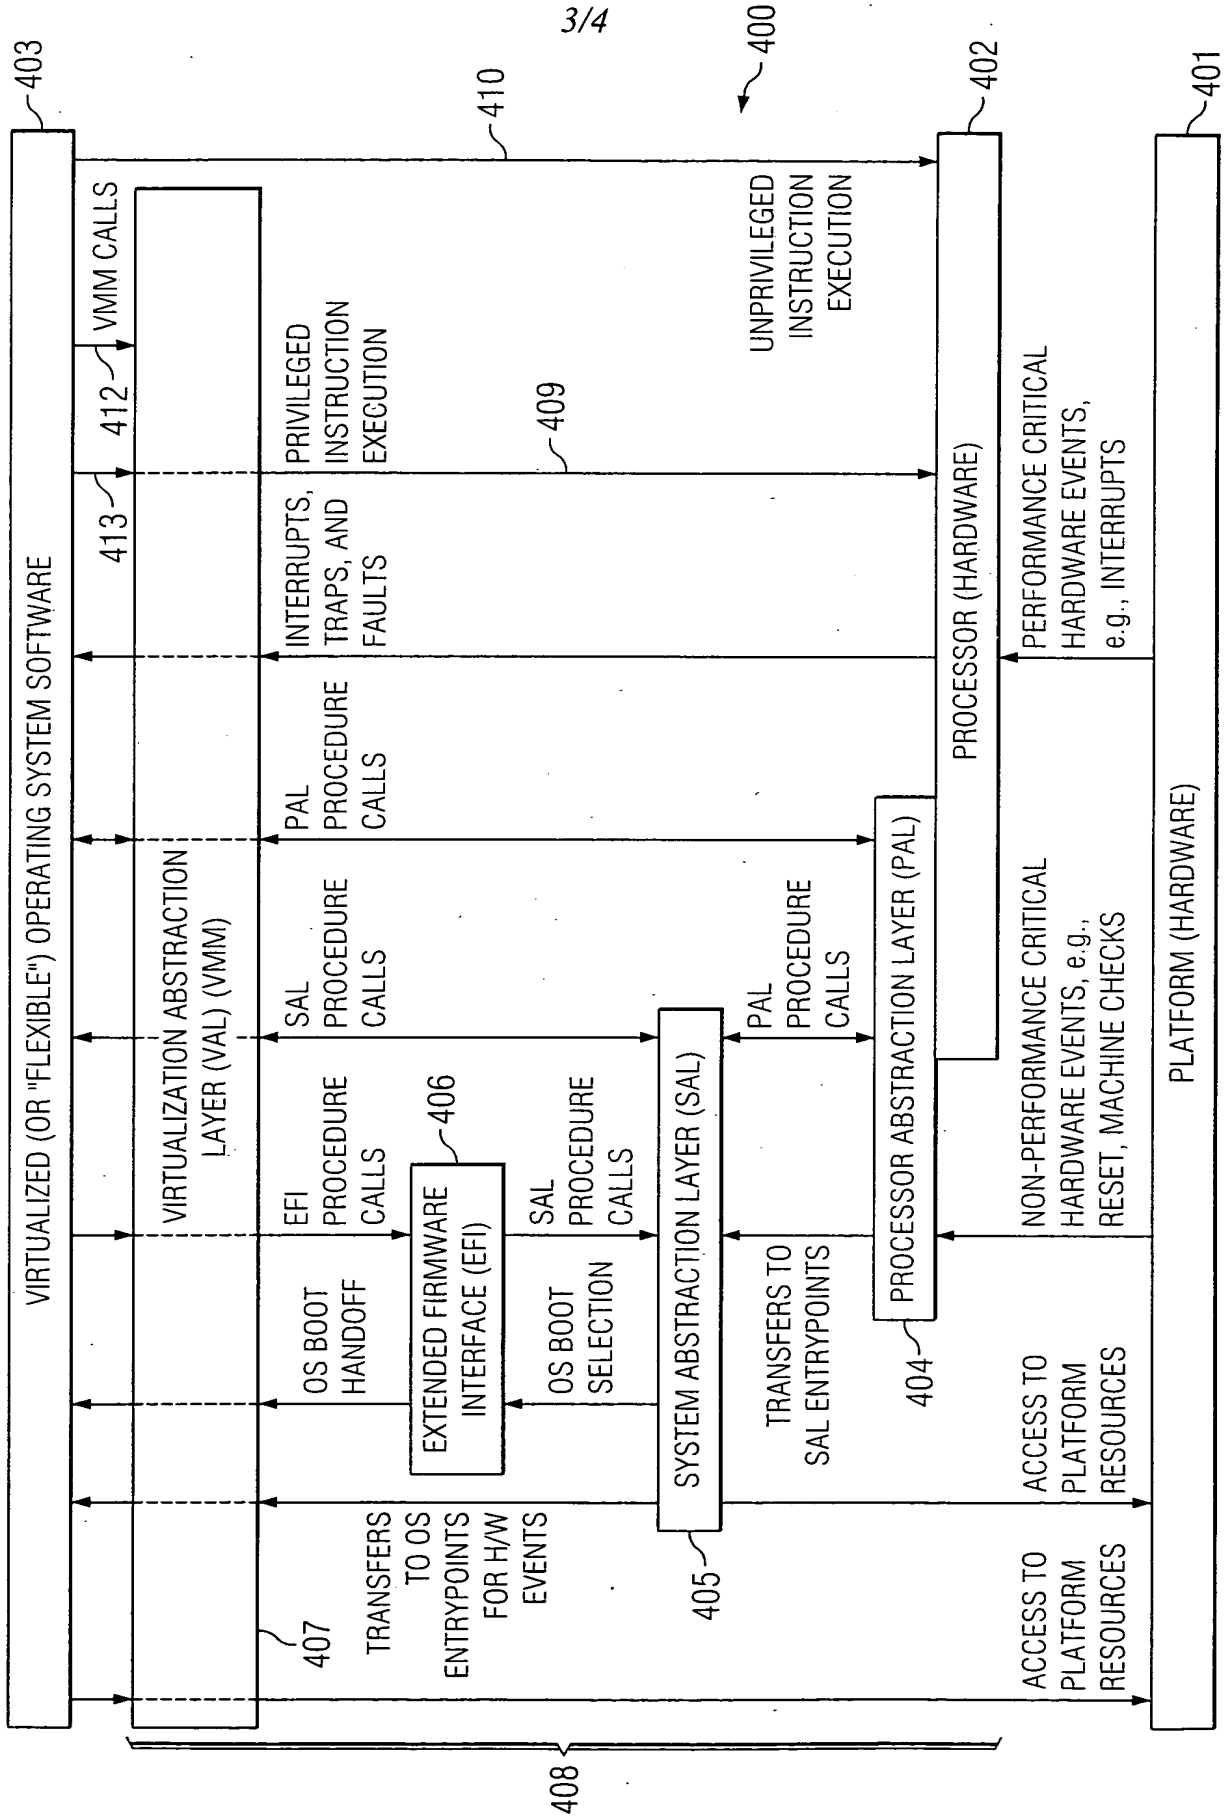 3/4
400
403
VIRTUALIZED (OR "FLEXIBLE") OPERATING SYSTEM SOFTWARE
413
412
VMM CALLS
VIRTUALIZATION ABSTRACTION
LAYER (VAL) (VMM)
407
TRANSFERS
TO OS
ENTRYPOINTS
FOR H/W
EVENTS
OS BOOT
HANDOFF
EFI
PROCEDURE
CALLS
SAL
PROCEDURE
CALLS
PAL
PROCEDURE
CALLS
INTERRUPTS,
TRAPS, AND
FAULTS
PRIVILEGED
INSTRUCTION
EXECUTION
409
410
408
EXTENDED FIRMWARE
INTERFACE (EFI)
406
OS BOOT
SELECTION
SAL
PROCEDURE
CALLS
SYSTEM ABSTRACTION LAYER (SAL)
405
TRANSFERS TO
SAL ENTRYPOINTS
PAL
PROCEDURE
CALLS
UNPRIVILEGED
INSTRUCTION
EXECUTION
404
PROCESSOR ABSTRACTION LAYER (PAL)
PROCESSOR (HARDWARE)
402
ACCESS TO
PLATFORM
RESOURCES
ACCESS TO
PLATFORM
RESOURCES
NON-PERFORMANCE CRITICAL
HARDWARE EVENTS, e.g.,
RESET, MACHINE CHECKS
PERFORMANCE CRITICAL
HARDWARE EVENTS,
e.g., INTERRUPTS
PLATFORM (HARDWARE)
401